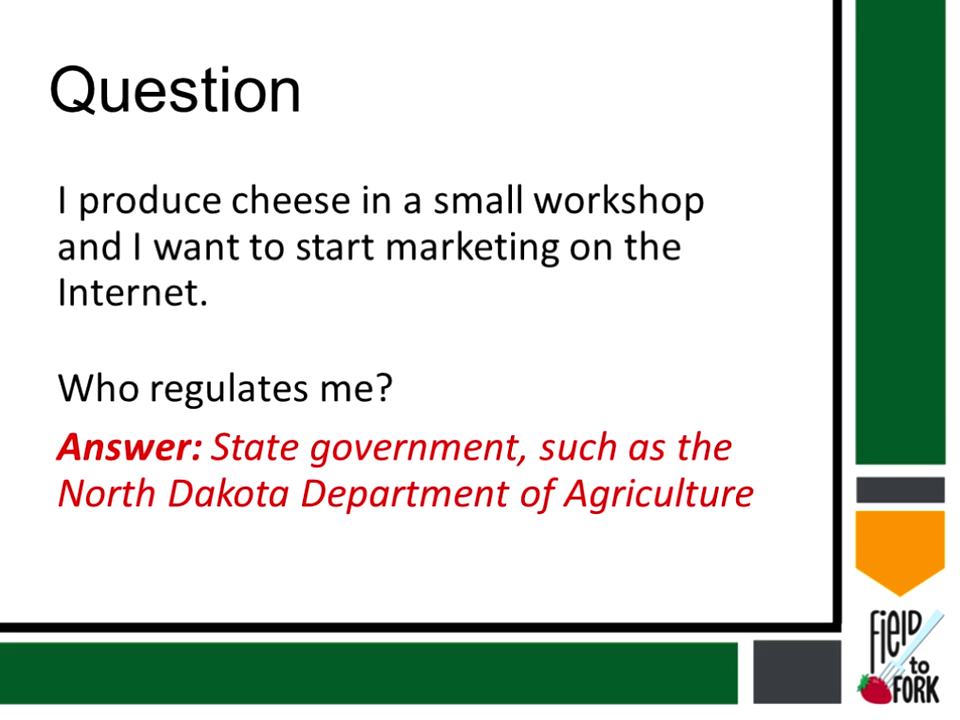 Question
I produce cheese in a small workshop
and I want to start marketing on the
Internet.
Who regulates me?
Answer: State government, such as the
North Dakota Department of Agriculture
FielD
to
FORK